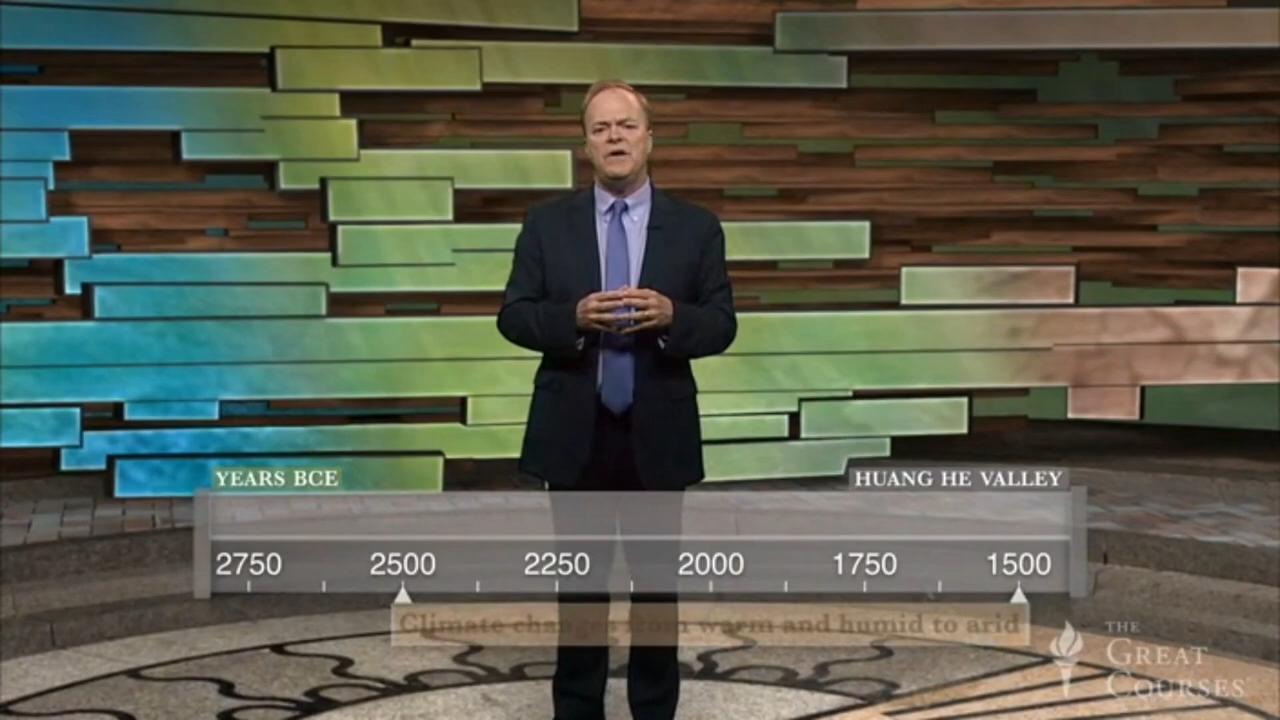 YEARS BCE
HUANG HE VALLEY
2750 2500 2250 2000 1750 1500
Climate changes from warm and humid to arid
THE
GREAT
COURSES